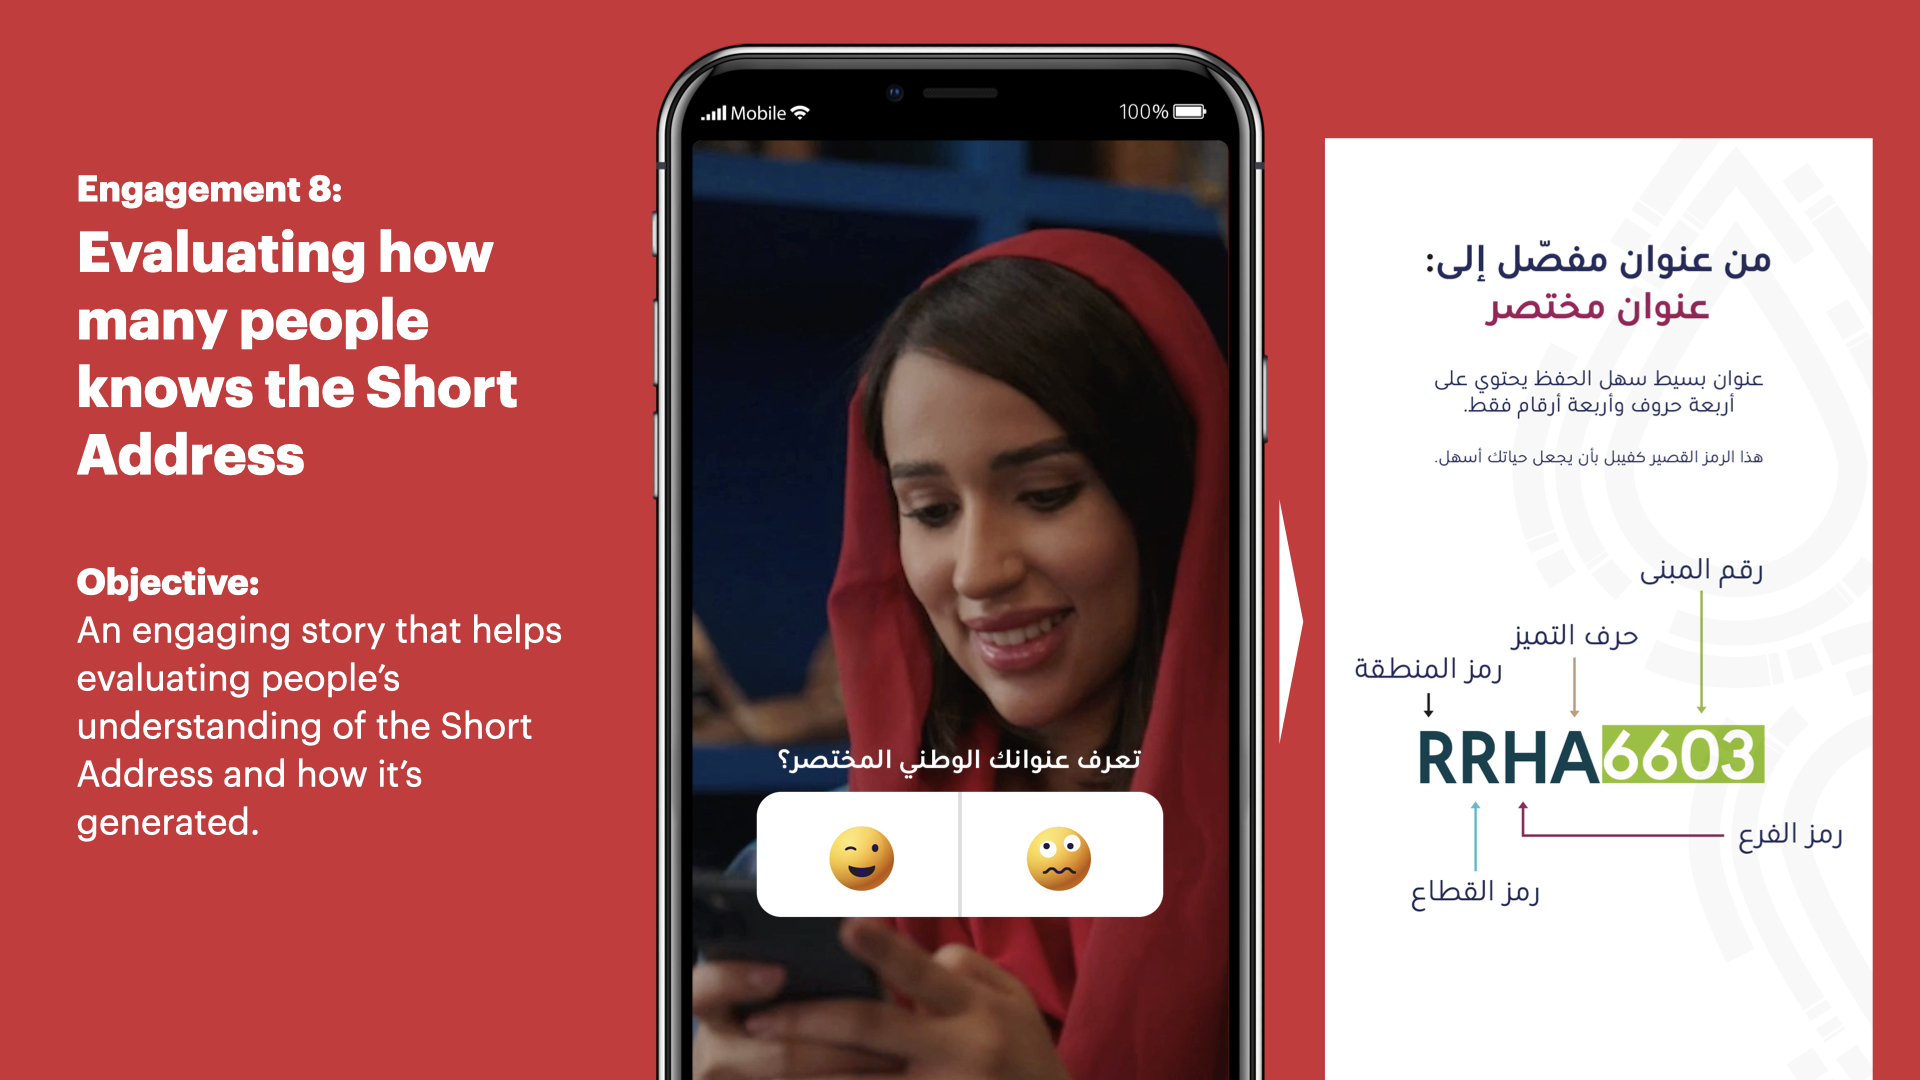 Engagement 8:
Evaluating how
many people
knows the Short
Address
Objective:
An engaging story that helps
evaluating people’s
understanding of the Short
Address and how it’s
generated.
Mobile
100%
تعرف عنوانك الوطني المختصر؟
من عنوان مفصّل إلى:
عنوان مختصر
عنوان بسيط سهل الحفظ يحتوي على
أربعة حروف وأربعة أرقام فقط.
هذا الرمز القصير كفيبل بأن يجعل حياتك أسهل.
رقم المبنى
حرف التميز
رمز المنطقة
RRHA6603
رمز الفرع
رمز القطاع